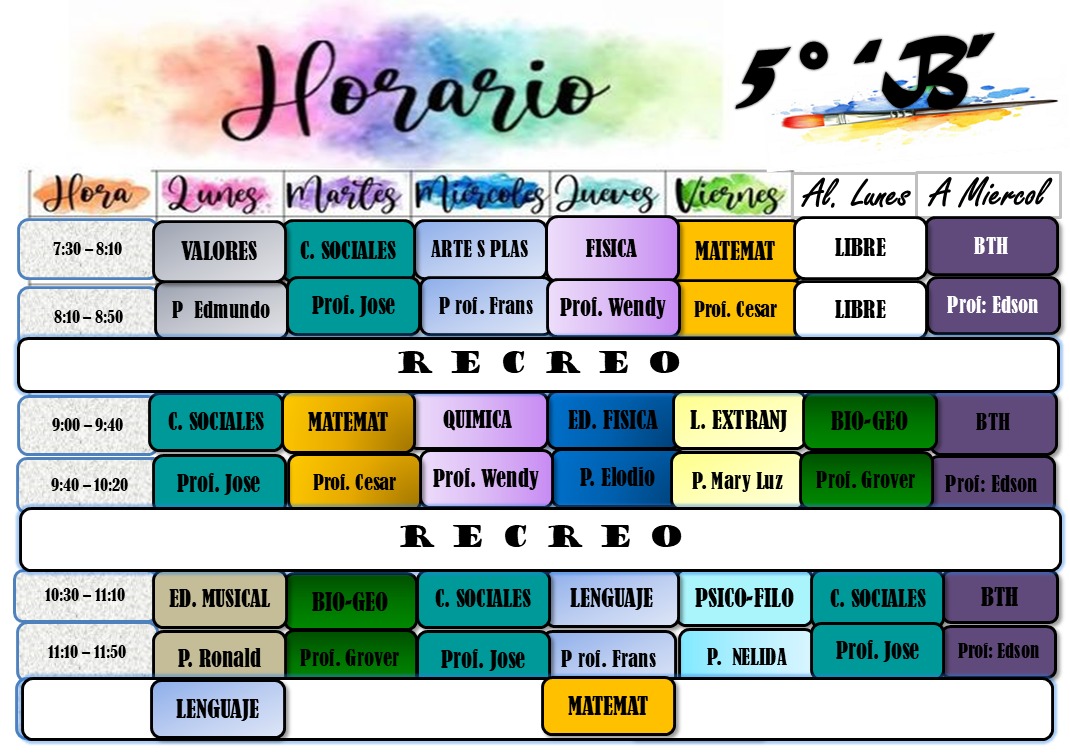 Horario
5° "B"
Hora Lunes Martes Miércoles Jueves Viernes Al. Lunes A Miercol
7:30 – 8:10 VALORES C. SOCIALES ARTE S PLAS FISICA MATEMAT LIBRE BTH
8:10 – 8:50 P Edmundo Prof. Jose P rof. Frans Prof. Wendy Prof. Cesar LIBRE Prof: Edson
R E C R E O
9:00 – 9:40 C. SOCIALES MATEMAT QUIMICA ED. FISICA L. EXTRANJ BIO-GEO BTH
9:40 – 10:20 Prof. Jose Prof. Cesar Prof. Wendy P. Elodio P. Mary Luz Prof. Grover Prof: Edson
R E C R E O
10:30 – 11:10 ED. MUSICAL BIO-GEO C. SOCIALES LENGUAJE PSICO-FILO C. SOCIALES BTH
11:10 – 11:50 P. Ronald Prof. Grover Prof. Jose P rof. Frans P. NELIDA Prof. Jose Prof: Edson
LENGUAJE MATEMAT